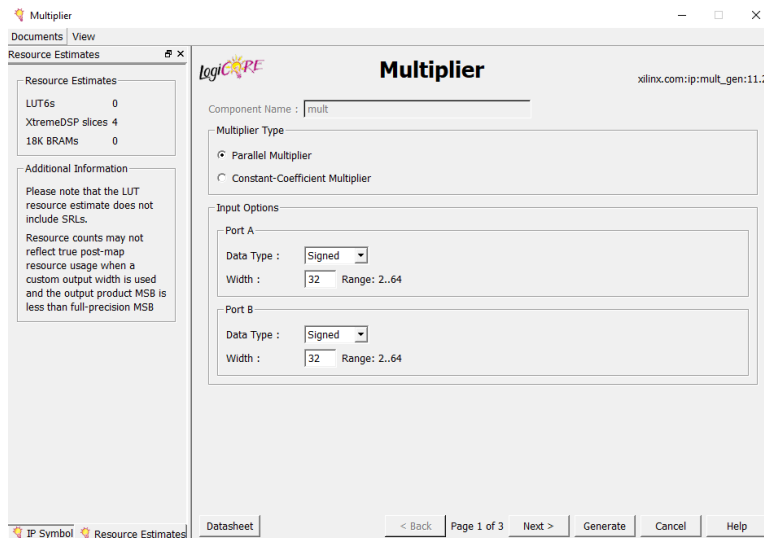 Multiplier
Documents View
Resource Estimates
Resource Estimates
LUT6s 0
XtremeDSP slices 4
18K BRAMs 0
Additional Information
Please note that the LUT
resource estimate does not
include SRLs.
Resource counts may not
reflect true post-map
resource usage when a
custom output width is used
and the output product MSB is
less than full-precision MSB
IP Symbol Resource Estimates
LogiCORE
Multiplier
xilinx.com:ip:mult_gen:11.2
Component Name : mult
Multiplier Type
Parallel Multiplier
Constant-Coefficient Multiplier
Input Options
Port A
Data Type : Signed
Width : 32 Range: 2..64
Port B
Data Type : Signed
Width : 32 Range: 2..64
Datasheet < Back Page 1 of 3 Next > Generate Cancel Help